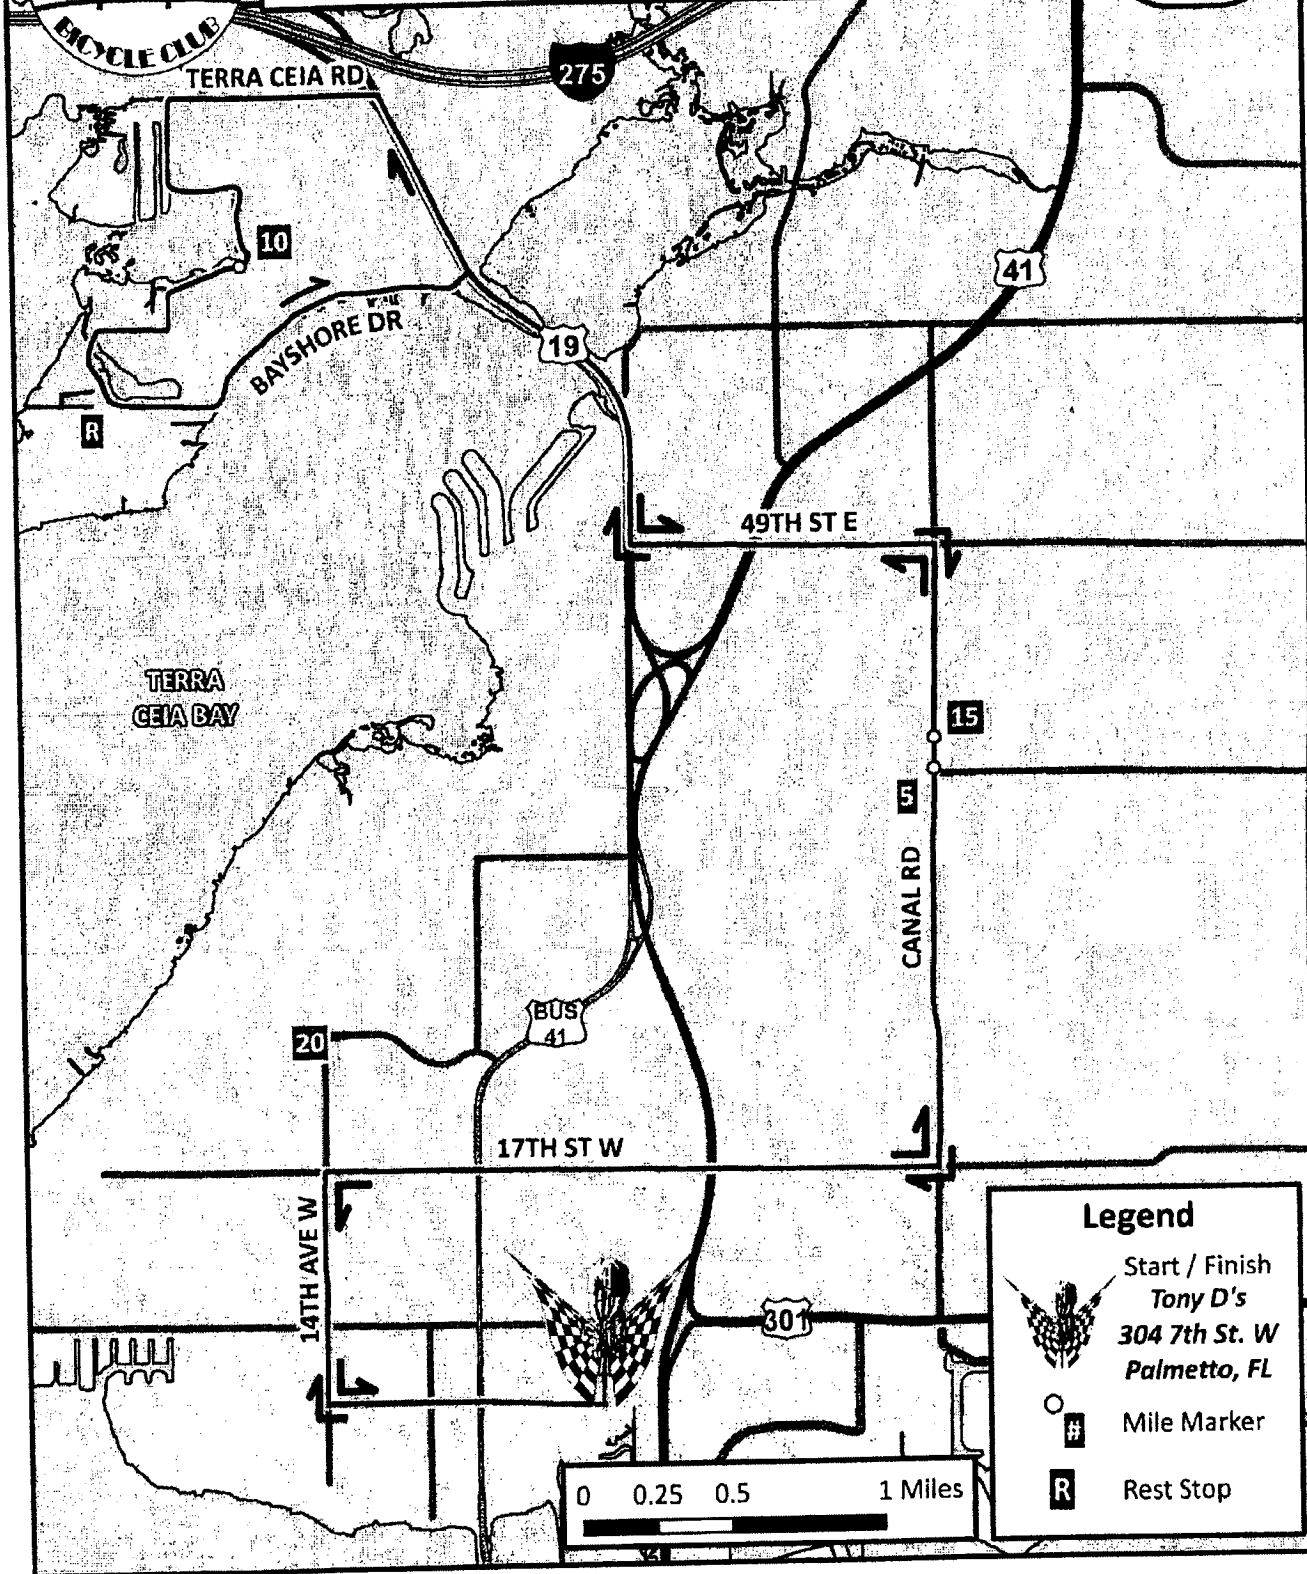 BICYCLE CLUB
TERRA CEIA RD
275
10
41
BAYSHORE DR
19
R
49TH ST E
TERRA
CEIA BAY
15
5
CANAL RD
BUS
41
20
17TH ST W
14TH AVE W
301
Legend
Start / Finish
Tony D's
304 7th St. W
Palmetto, FL
# Mile Marker
R Rest Stop
0 0.25 0.5 1 Miles